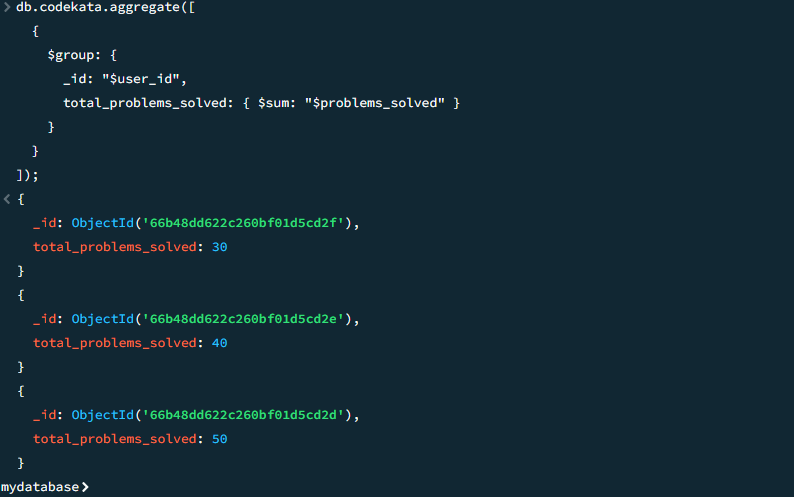 > db.codekata.aggregate([
{
$group: {
_id: "$user_id",
total_problems_solved: { $sum: "$problems_solved" }
}
}
]);
< {
_id: ObjectId('66b48dd622c260bf01d5cd2f'),
total_problems_solved: 30
}
{
_id: ObjectId('66b48dd622c260bf01d5cd2e'),
total_problems_solved: 40
}
{
_id: ObjectId('66b48dd622c260bf01d5cd2d'),
total_problems_solved: 50
}
mydatabase>